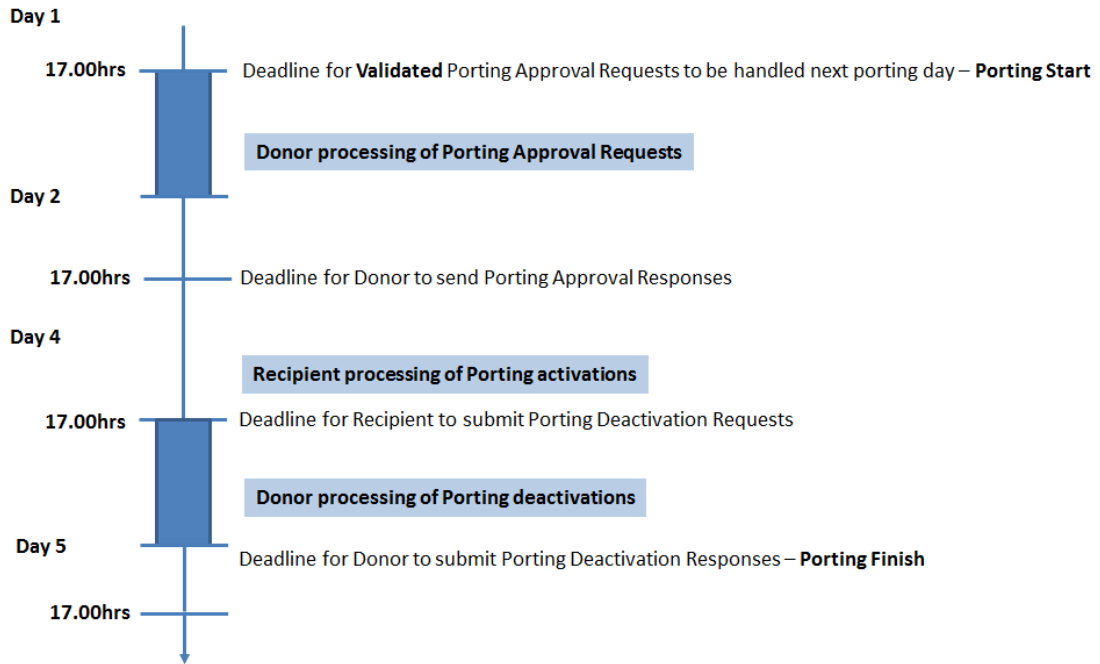 Day 1
17.00hrs Deadline for Validated Porting Approval Requests to be handled next porting day – Porting Start
Donor processing of Porting Approval Requests
Day 2
17.00hrs Deadline for Donor to send Porting Approval Responses
Day 4
Recipient processing of Porting activations
17.00hrs Deadline for Recipient to submit Porting Deactivation Requests
Donor processing of Porting deactivations
Day 5 Deadline for Donor to submit Porting Deactivation Responses – Porting Finish
17.00hrs